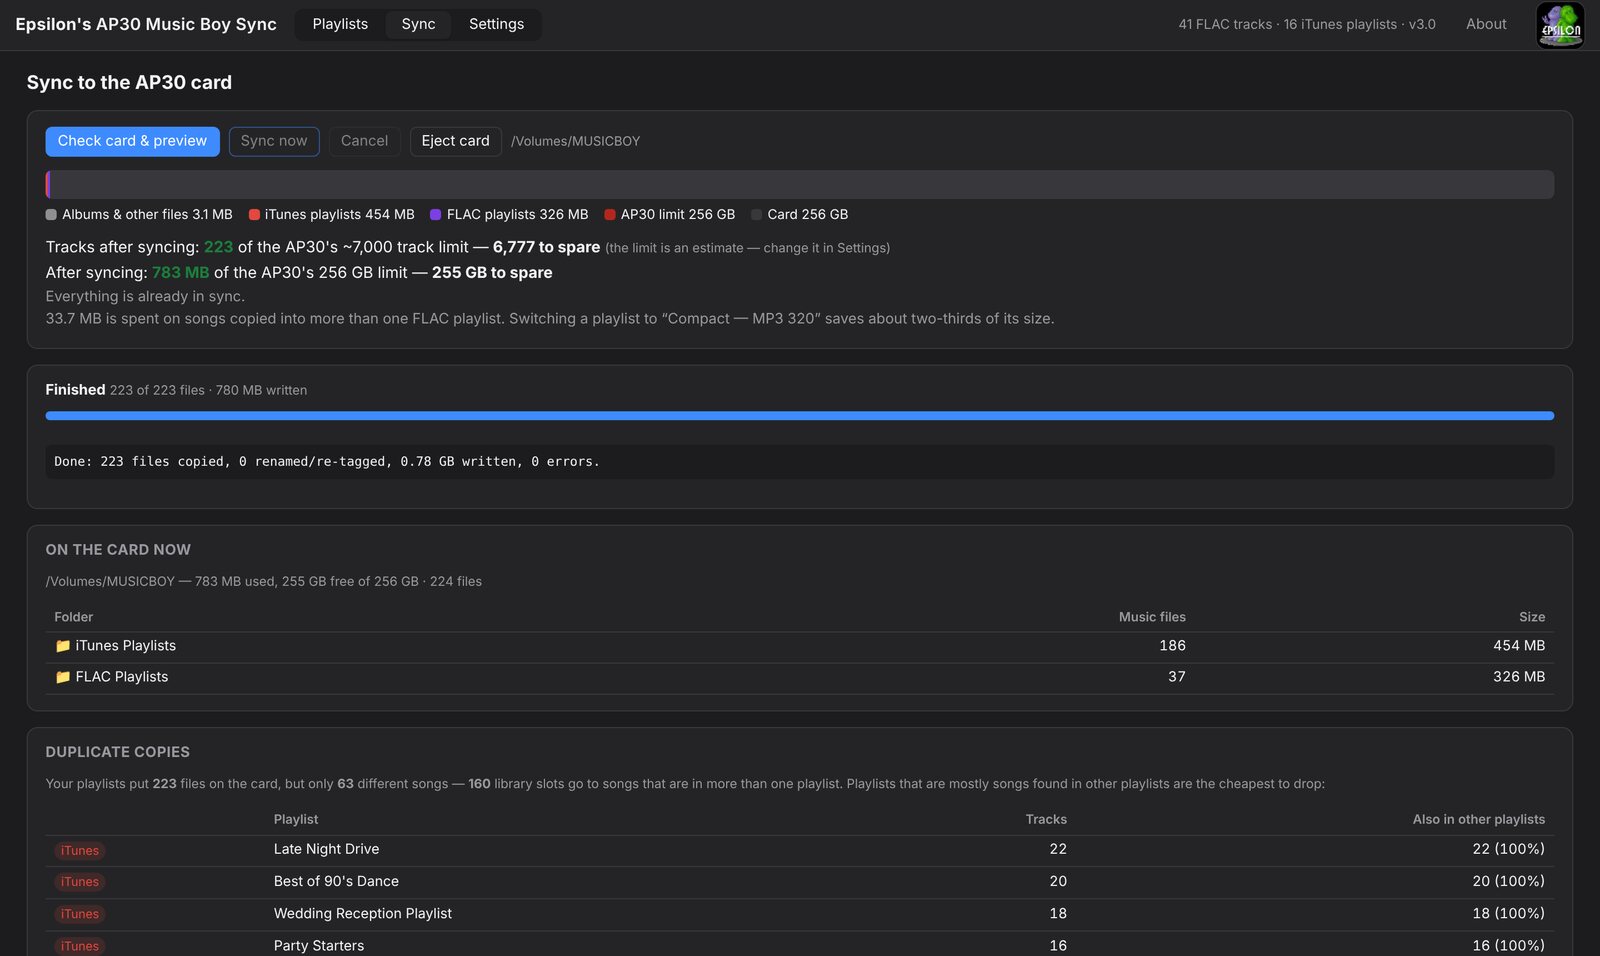 Epsilon's AP30 Music Boy Sync Playlists Sync Settings 41 FLAC tracks · 16 iTunes playlists · v3.0 About EPSILON
Sync to the AP30 card
Check card & preview Sync now Cancel Eject card /Volumes/MUSICBOY
Albums & other files 3.1 MB iTunes playlists 454 MB FLAC playlists 326 MB AP30 limit 256 GB Card 256 GB
Tracks after syncing: 223 of the AP30's ~7,000 track limit — 6,777 to spare (the limit is an estimate — change it in Settings)
After syncing: 783 MB of the AP30's 256 GB limit — 255 GB to spare
Everything is already in sync.
33.7 MB is spent on songs copied into more than one FLAC playlist. Switching a playlist to “Compact — MP3 320” saves about two-thirds of its size.
Finished 223 of 223 files · 780 MB written
Done: 223 files copied, 0 renamed/re-tagged, 0.78 GB written, 0 errors.
ON THE CARD NOW
/Volumes/MUSICBOY — 783 MB used, 255 GB free of 256 GB · 224 files
Folder Music files Size
iTunes Playlists 186 454 MB
FLAC Playlists 37 326 MB
DUPLICATE COPIES
Your playlists put 223 files on the card, but only 63 different songs — 160 library slots go to songs that are in more than one playlist. Playlists that are mostly songs found in other playlists are the cheapest to drop:
Playlist Tracks Also in other playlists
iTunes Late Night Drive 22 22 (100%)
iTunes Best of 90's Dance 20 20 (100%)
iTunes Wedding Reception Playlist 18 18 (100%)
iTunes Party Starters 16 16 (100%)